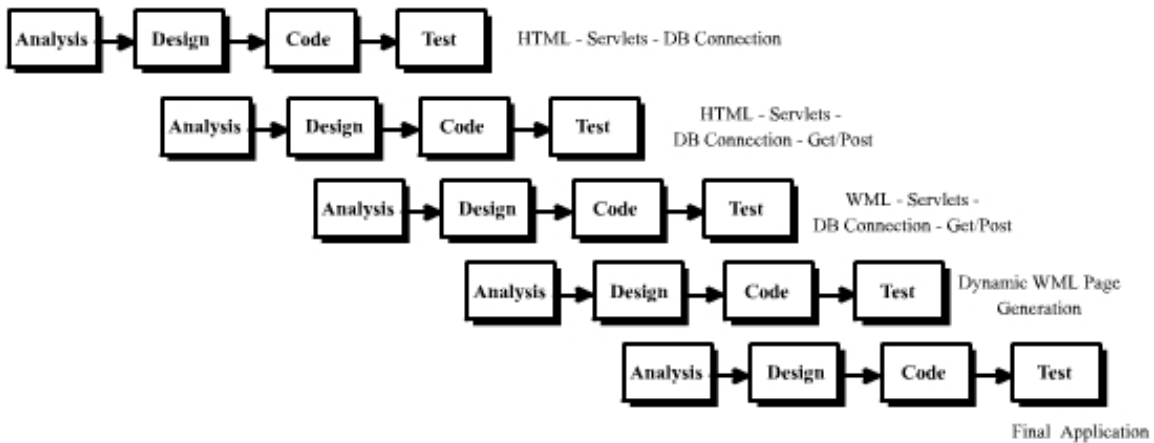 Analysis Design Code Test HTML - Servlets - DB Connection
Analysis Design Code Test HTML - Servlets -
DB Connection - Get/Post
Analysis Design Code Test WML - Servlets -
DB Connection - Get/Post
Analysis Design Code Test Dynamic WML Page
Generation
Analysis Design Code Test
Final Application